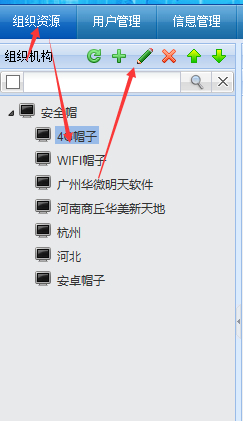 组织资源 用户管理 信息管理
组织机构
安全帽
4G帽子
WIFI帽子
广州华微明天软件
河南商丘华美新天地
杭州
河北
安卓帽子